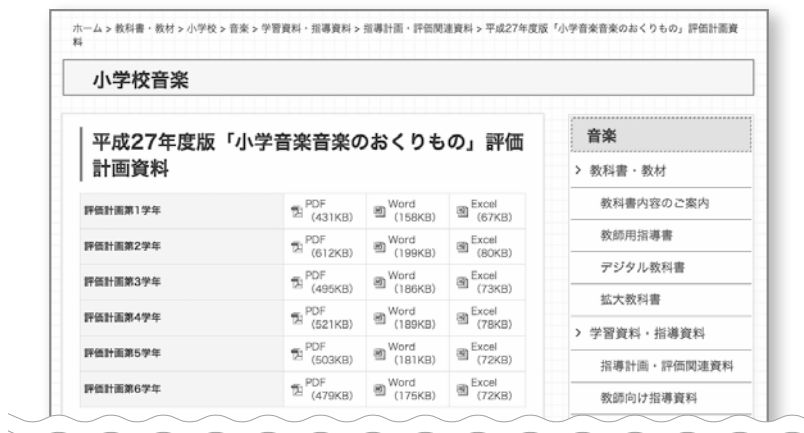 ホーム > 教科書・教材 > 小学校 > 音楽 > 学習資料・指導資料 > 指導計画・評価関連資料 > 平成27年度版「小学音楽音楽のおくりもの」評価計画資
料
小学校音楽
平成27年度版「小学音楽音楽のおくりもの」評価
計画資料
評価計画第1学年 PDF (431KB) Word (158KB) Excel (67KB)
評価計画第2学年 PDF (612KB) Word (199KB) Excel (80KB)
評価計画第3学年 PDF (495KB) Word (186KB) Excel (73KB)
評価計画第4学年 PDF (521KB) Word (189KB) Excel (78KB)
評価計画第5学年 PDF (503KB) Word (181KB) Excel (72KB)
評価計画第6学年 PDF (479KB) Word (175KB) Excel (72KB)
音楽
> 教科書・教材
教科書内容のご案内
教師用指導書
デジタル教科書
拡大教科書
> 学習資料・指導資料
指導計画・評価関連資料
教師向け指導資料